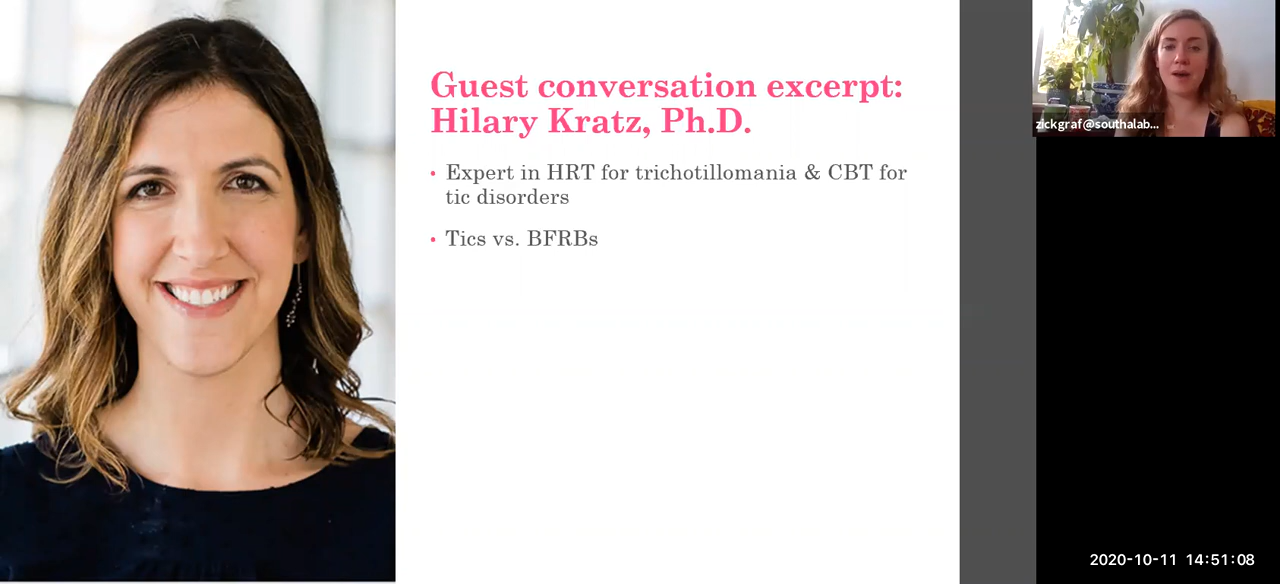 Guest conversation excerpt:
Hilary Kratz, Ph.D.
• Expert in HRT for trichotillomania & CBT for
tic disorders
• Tics vs. BFRBs
zickgraf@southalab...
2020-10-11 14:51:08